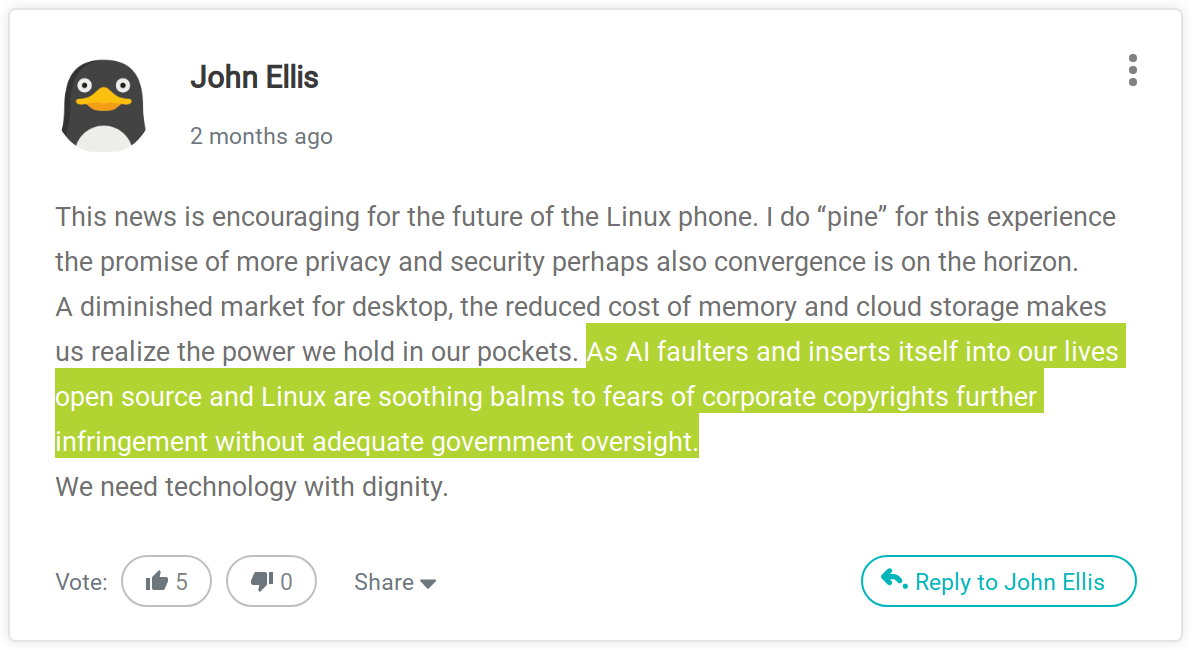 John Ellis
2 months ago
This news is encouraging for the future of the Linux phone. I do “pine” for this experience
the promise of more privacy and security perhaps also convergence is on the horizon.
A diminished market for desktop, the reduced cost of memory and cloud storage makes
us realize the power we hold in our pockets. As AI faulters and inserts itself into our lives
open source and Linux are soothing balms to fears of corporate copyrights further
infringement without adequate government oversight.
We need technology with dignity.
Vote: 5 0 Share Reply to John Ellis